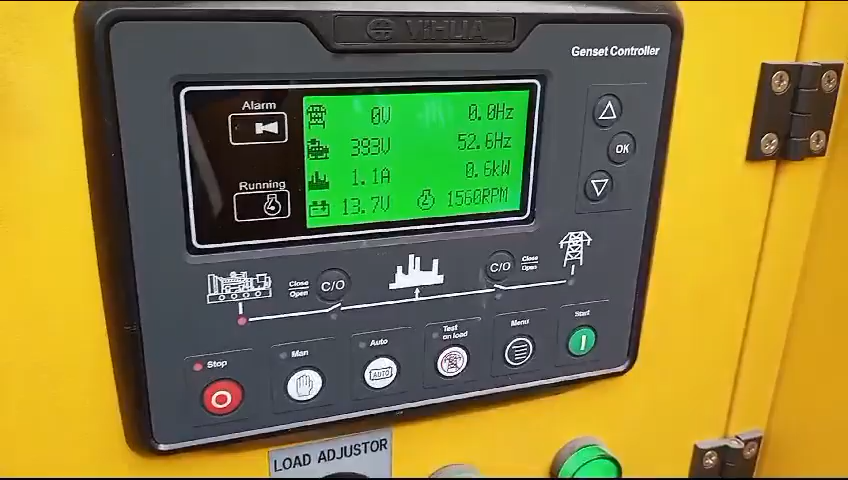 VIHUA
Genset Controller
Alarm
Running
0V 0.0Hz
393V 52.6Hz
1.1A 0.6kW
13.7V 1560RPM
OK
Close
Open
C/O
C/O
Close
Open
Stop
Man
Auto
AUTO
Test
on load
Menu
Start
LOAD ADJUSTOR